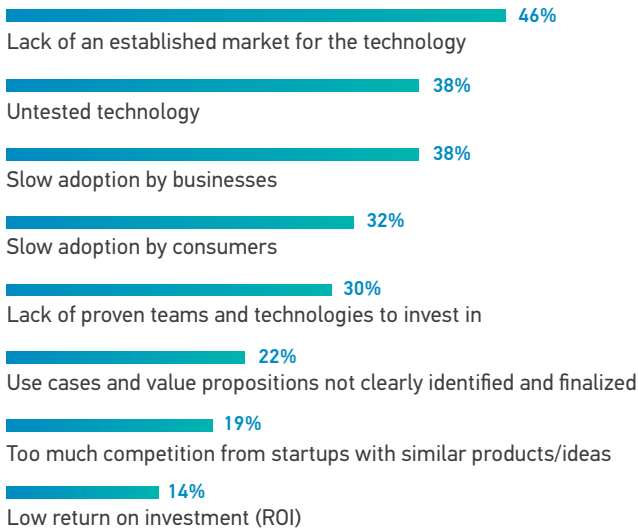 46%
Lack of an established market for the technology
38%
Untested technology
38%
Slow adoption by businesses
32%
Slow adoption by consumers
30%
Lack of proven teams and technologies to invest in
22%
Use cases and value propositions not clearly identified and finalized
19%
Too much competition from startups with similar products/ideas
14%
Low return on investment (ROI)